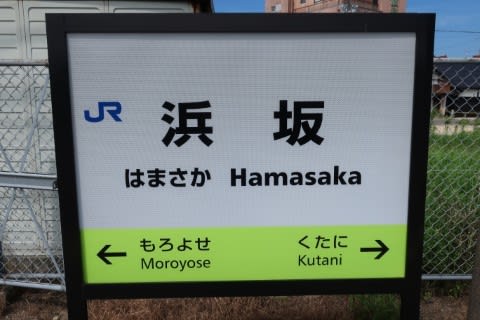 JR
浜坂
はまさか Hamasaka
← もろよせ くたに →
Moroyose Kutani